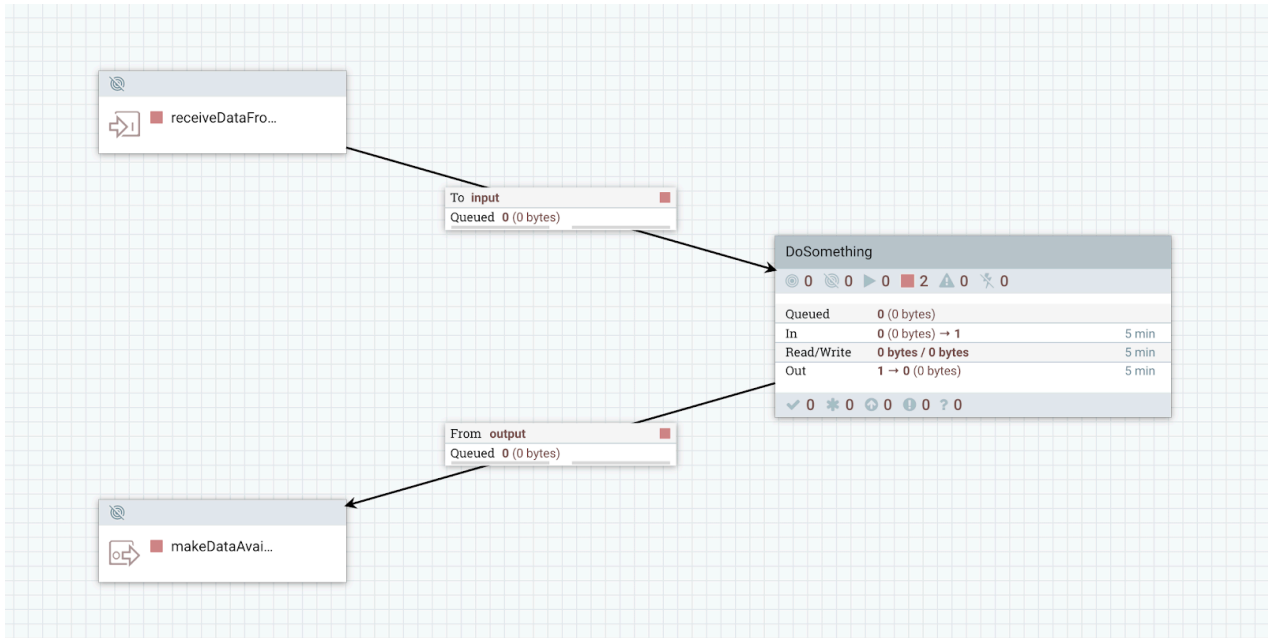 receiveDataFro...
To input
Queued 0 (0 bytes)
DoSomething
0 0 0 2 0 0
Queued 0 (0 bytes)
In 0 (0 bytes) → 1 5 min
Read/Write 0 bytes / 0 bytes 5 min
Out 1 → 0 (0 bytes) 5 min
0 0 0 0 ? 0
From output
Queued 0 (0 bytes)
makeDataAvai...